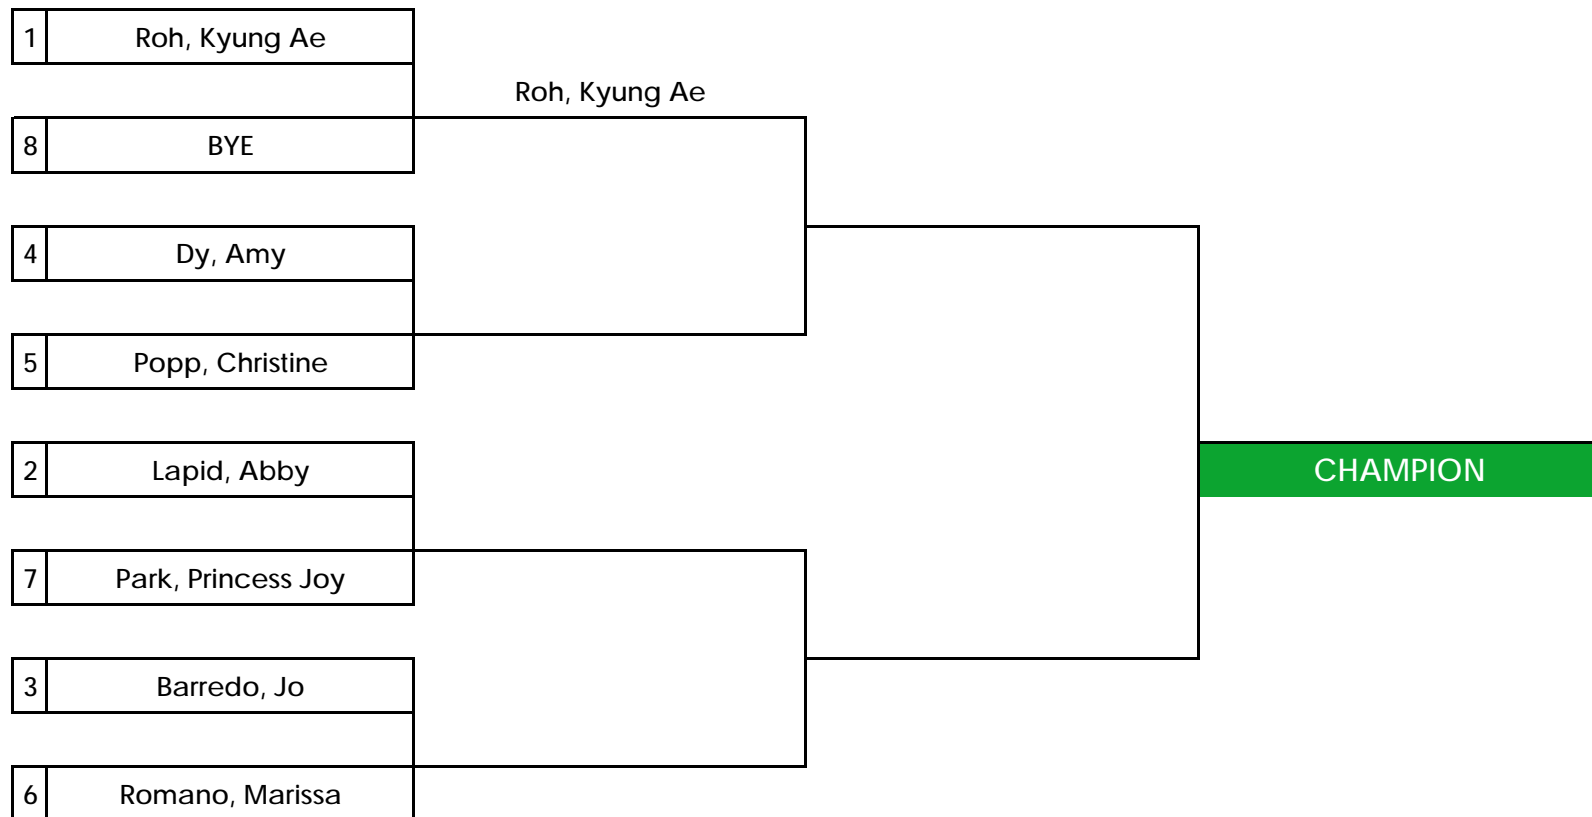 1 Roh, Kyung Ae
Roh, Kyung Ae
8 BYE
4 Dy, Amy
5 Popp, Christine
2 Lapid, Abby
CHAMPION
7 Park, Princess Joy
3 Barredo, Jo
6 Romano, Marissa